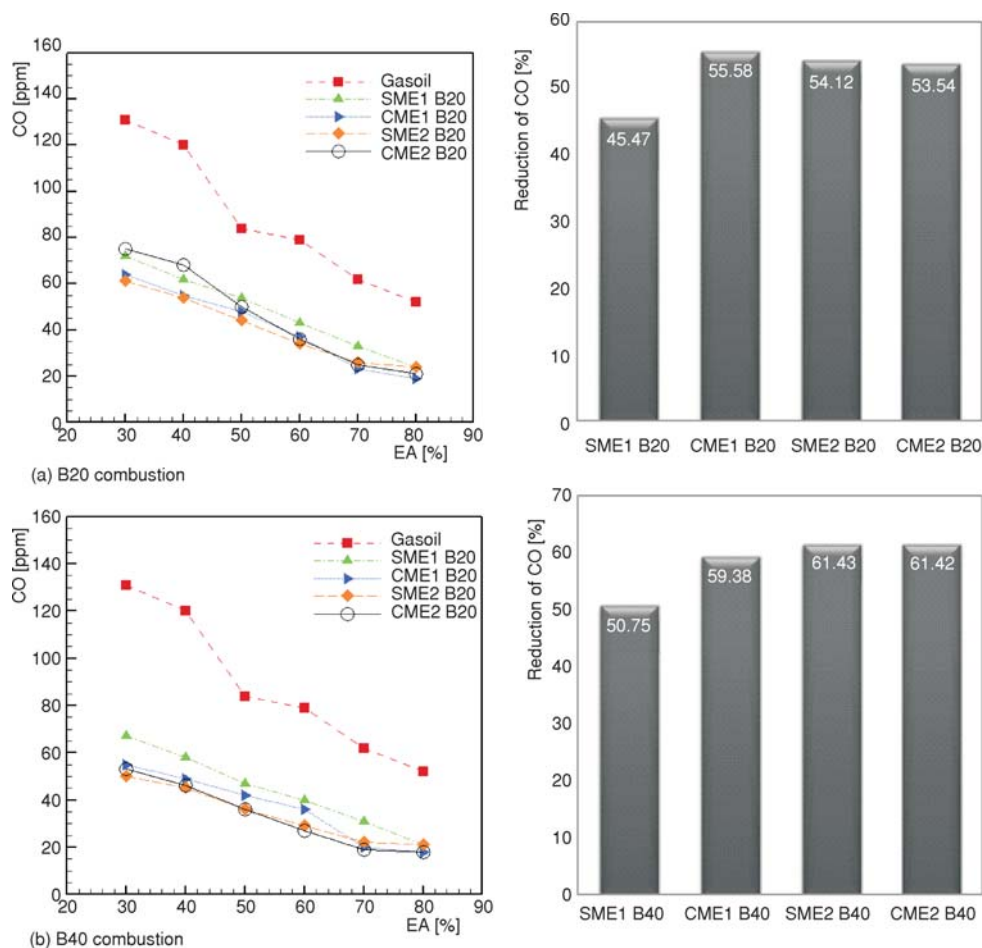 CO [ppm]
160
140
120
100
80
60
40
20
0
20 30 40 50 60 70 80 90
EA [%]
Gasoil
SME1 B20
CME1 B20
SME2 B20
CME2 B20
(a) B20 combustion
Reduction of CO [%]
60
50
40
30
20
10
0
45.47
55.58
54.12
53.54
SME1 B20 CME1 B20 SME2 B20 CME2 B20
CO [ppm]
160
140
120
100
80
60
40
20
0
20 30 40 50 60 70 80 90
EA [%]
Gasoil
SME1 B20
CME1 B20
SME2 B20
CME2 B20
(b) B40 combustion
Reduction of CO [%]
70
60
50
40
30
20
10
0
50.75
59.38
61.43
61.42
SME1 B40 CME1 B40 SME2 B40 CME2 B40